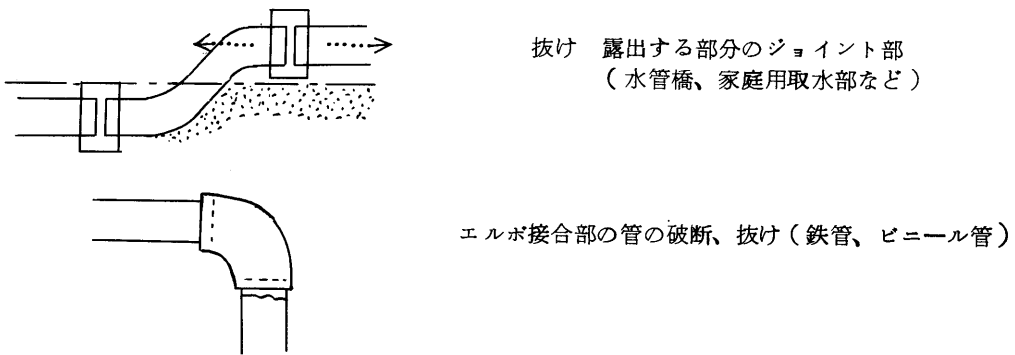 抜け 露出する部分のジョイント部
（水管橋、家庭用取水部など）
エルボ接合部の管の破断、抜け（鉄管、ビニール管）